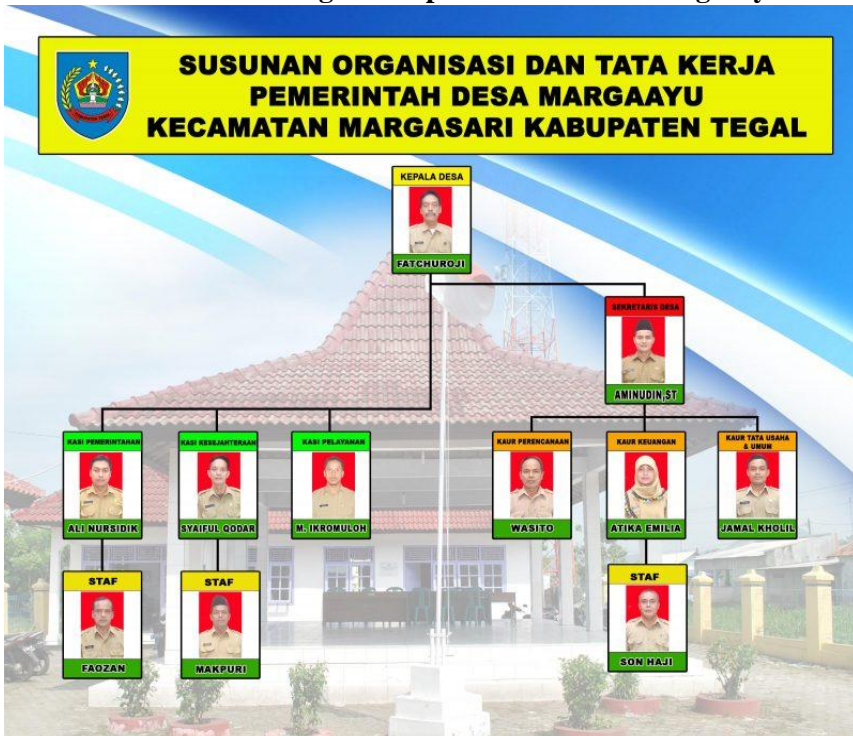 SUSUNAN ORGANISASI DAN TATA KERJA
PEMERINTAH DESA MARGAAYU
KECAMATAN MARGASARI KABUPATEN TEGAL
KABUPATEN TEGAL
KEPALA DESA
FATCHUROJI
SEKRETARIS DESA
AMINUDIN,ST
KASI PEMERINTAHAN
ALI NURSIDIK
KASI KESEJAHTERAAN
SYAIFUL QODAR
KASI PELAYANAN
M. IKROMULOH
KAUR PERENCANAAN
WASITO
KAUR KEUANGAN
ATIKA EMILIA
KAUR TATA USAHA
& UMUM
JAMAL KHOLIL
STAF
FAOZAN
STAF
MAKPURI
STAF
SON HAJI